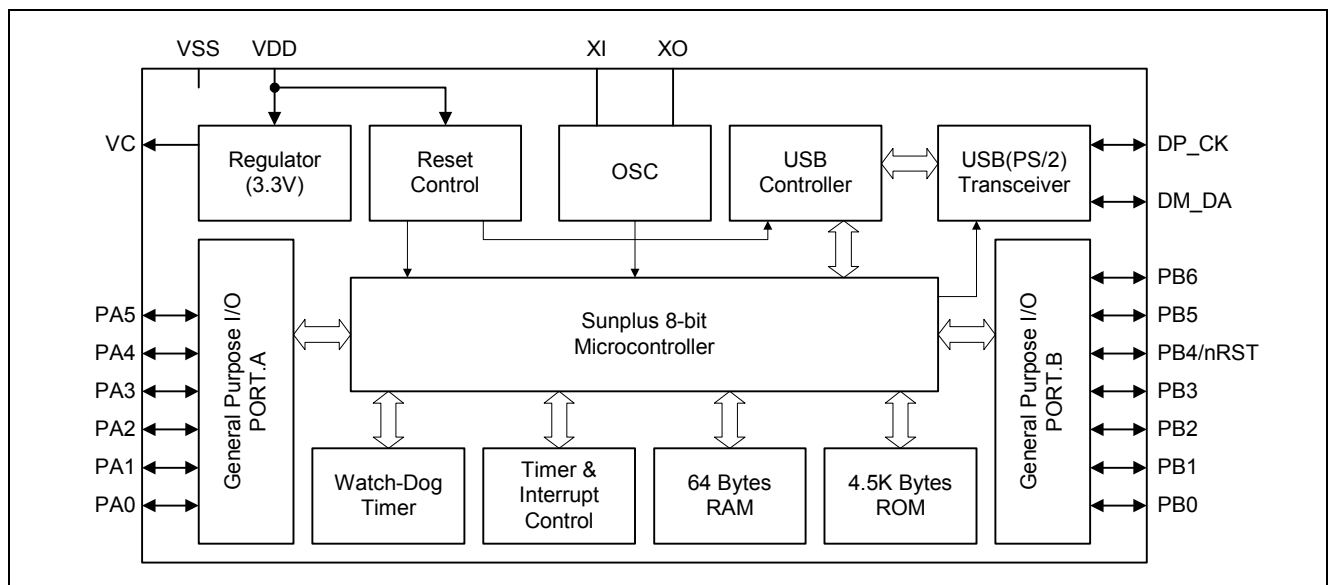 VSS VDD XI XO
VC
Regulator
(3.3V)
Reset
Control
OSC
USB
Controller
USB(PS/2)
Transceiver
DP_CK
DM_DA
PA5
PA4
PA3
PA2
PA1
PA0
General Purpose I/O
PORT.A
Sunplus 8-bit
Microcontroller
General Purpose I/O
PORT.B
PB6
PB5
PB4/nRST
PB3
PB2
PB1
PB0
Watch-Dog
Timer
Timer &
Interrupt
Control
64 Bytes
RAM
4.5K Bytes
ROM